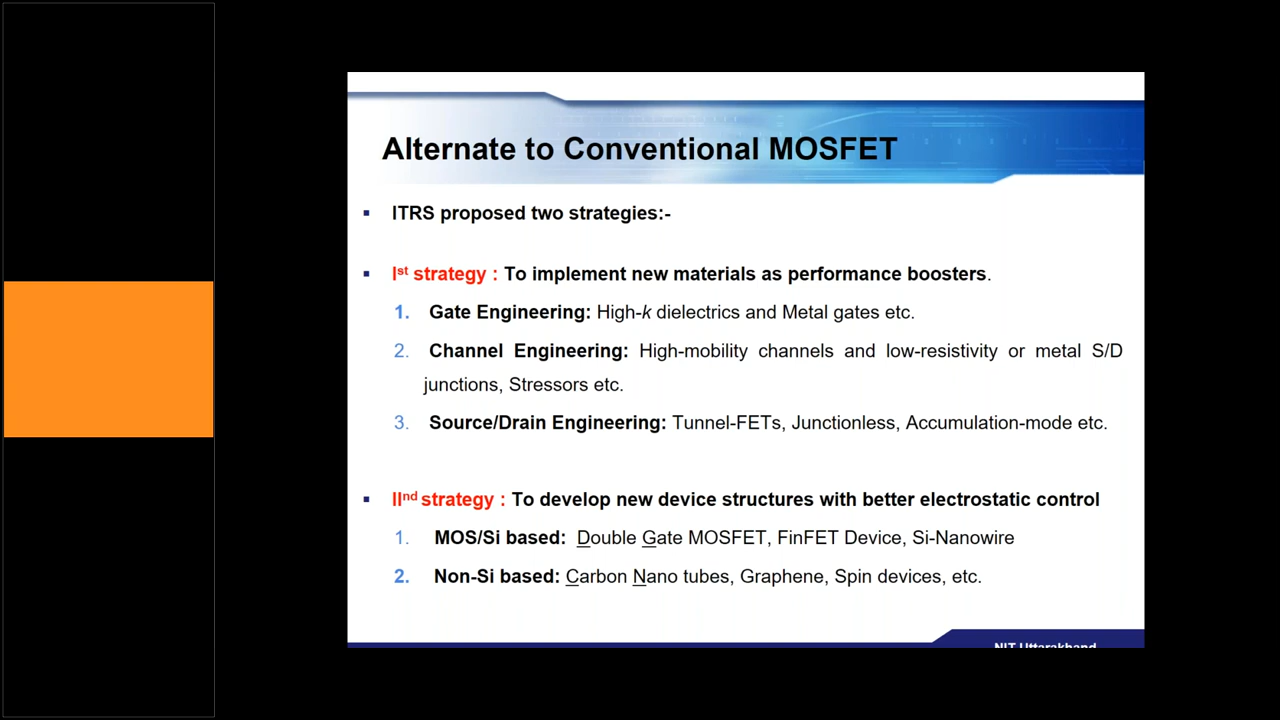 Alternate to Conventional MOSFET
▪ ITRS proposed two strategies:-
▪ Ist strategy : To implement new materials as performance boosters.
1. Gate Engineering: High-k dielectrics and Metal gates etc.
2. Channel Engineering: High-mobility channels and low-resistivity or metal S/D
junctions, Stressors etc.
3. Source/Drain Engineering: Tunnel-FETs, Junctionless, Accumulation-mode etc.
▪ IInd strategy : To develop new device structures with better electrostatic control
1. MOS/Si based: Double Gate MOSFET, FinFET Device, Si-Nanowire
2. Non-Si based: Carbon Nano tubes, Graphene, Spin devices, etc.
NIT Uttarakhand